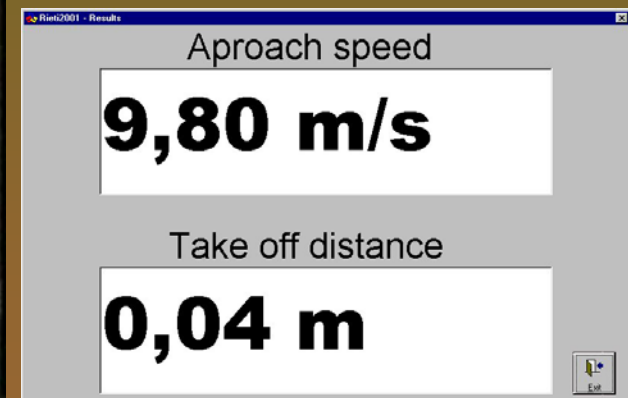 Rieti2001 - Results
Aproach speed
9,80 m/s
Take off distance
0,04 m
Exit